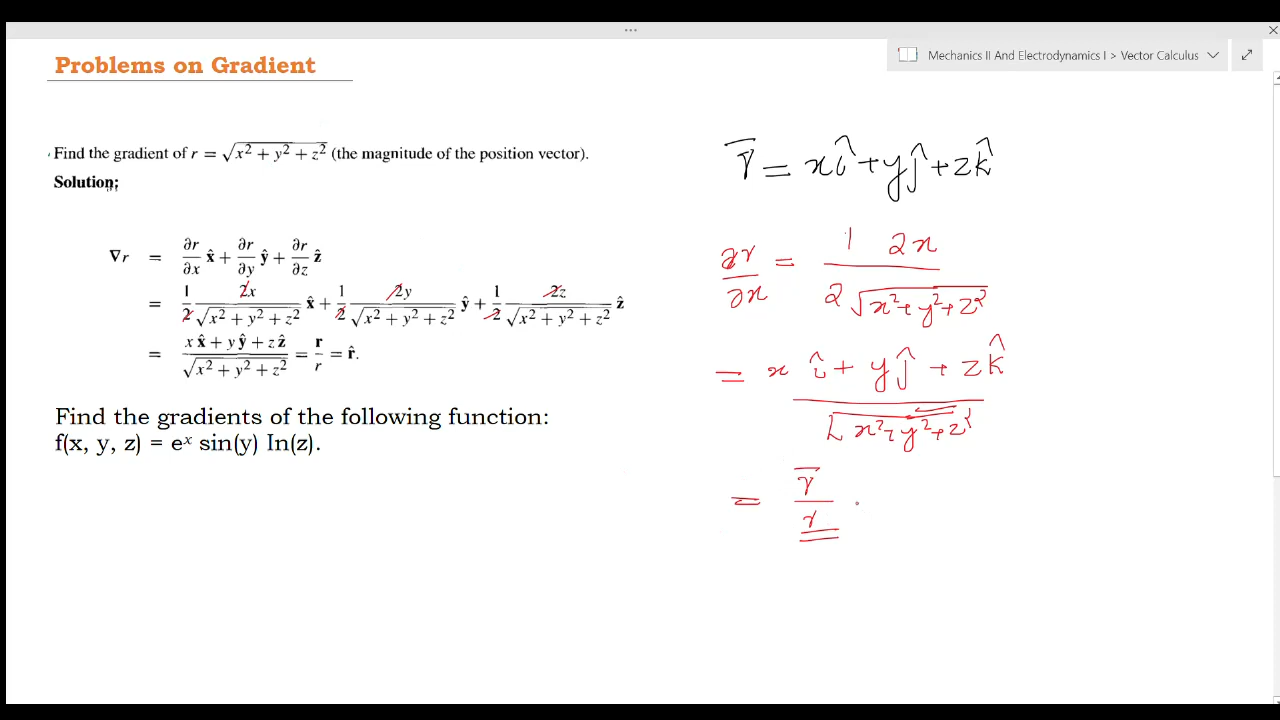 Problems on Gradient
Mechanics II And Electrodynamics I > Vector Calculus
Find the gradient of r = √(x² + y² + z²) (the magnitude of the position vector).
Solution;
∇r = ∂r/∂x x̂ + ∂r/∂y ŷ + ∂r/∂z ẑ
= 1/2 2x/√(x² + y² + z²) x̂ + 1/2 2y/√(x² + y² + z²) ŷ + 1/2 2z/√(x² + y² + z²) ẑ
= (x x̂ + y ŷ + z ẑ)/√(x² + y² + z²) = r/r = r̂.
Find the gradients of the following function:
f(x, y, z) = eˣ sin(y) In(z).
r̅ = xî + yĵ + zk̂
∂r/∂x = 1 2x / 2√(x²+y²+z²)
= x î + yĵ + zk̂ / √(x²+y²+z²)
= r̅/r